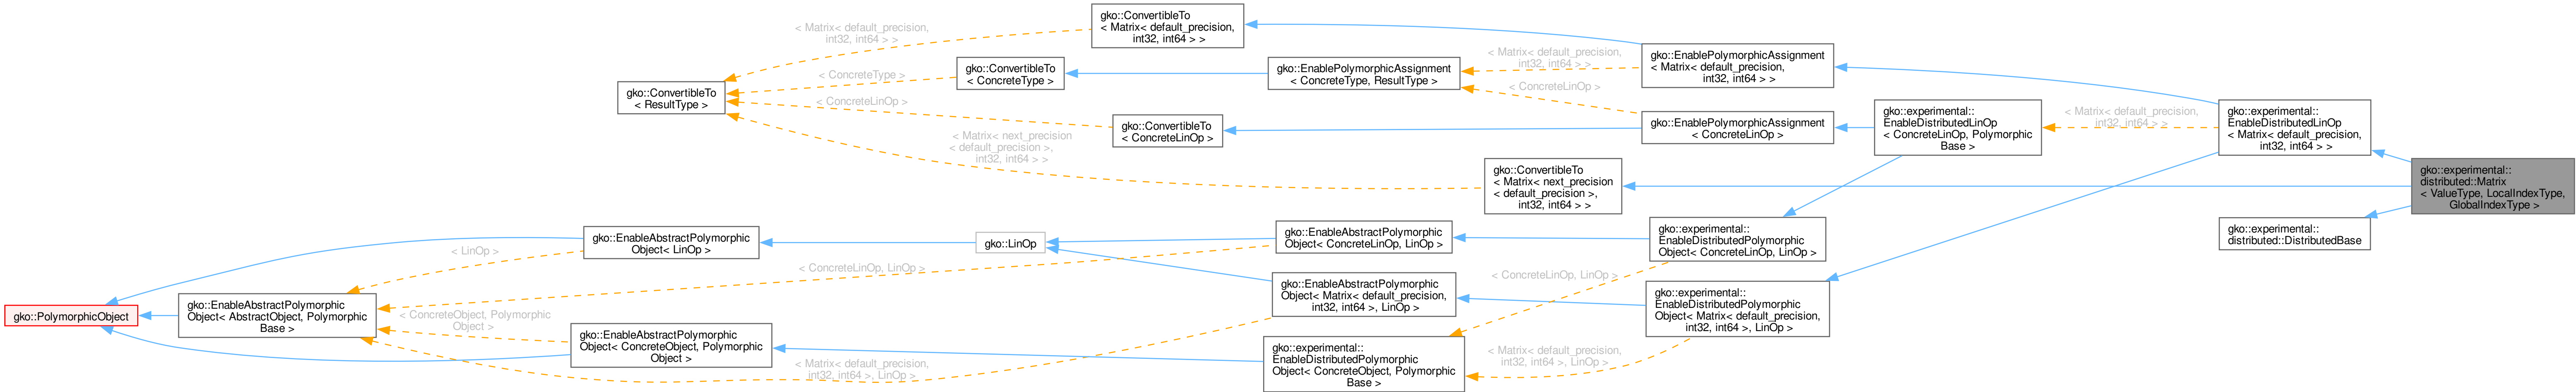 gko::ConvertibleTo
< Matrix< default_precision,
int32, int64 > >
< Matrix< default_precision,
int32, int64 > >
gko::EnablePolymorphicAssignment
< Matrix< default_precision,
int32, int64 > >
< Matrix< default_precision,
int32, int64 > >
gko::ConvertibleTo
< ConcreteType >
< ConcreteType >
gko::EnablePolymorphicAssignment
< ConcreteType, ResultType >
< ConcreteLinOp >
gko::ConvertibleTo
< ResultType >
< ConcreteLinOp >
gko::ConvertibleTo
< ConcreteLinOp >
gko::EnablePolymorphicAssignment
< ConcreteLinOp >
gko::experimental::
EnableDistributedLinOp
< ConcreteLinOp, Polymorphic
Base >
< Matrix< default_precision,
int32, int64 > >
gko::experimental::
EnableDistributedLinOp
< Matrix< default_precision,
int32, int64 > >
< Matrix< next_precision
< default_precision >,
int32, int64 > >
gko::ConvertibleTo
< Matrix< next_precision
< default_precision >,
int32, int64 > >
gko::experimental::
distributed::Matrix
< ValueType, LocalIndexType,
GlobalIndexType >
gko::experimental::
distributed::DistributedBase
gko::EnableAbstractPolymorphic
Object< LinOp >
< LinOp >
gko::LinOp
gko::EnableAbstractPolymorphic
Object< ConcreteLinOp, LinOp >
gko::experimental::
EnableDistributedPolymorphic
Object< ConcreteLinOp, LinOp >
< ConcreteLinOp, LinOp >
< ConcreteLinOp, LinOp >
gko::EnableAbstractPolymorphic
Object< Matrix< default_precision,
int32, int64 >, LinOp >
gko::experimental::
EnableDistributedPolymorphic
Object< Matrix< default_precision,
int32, int64 >, LinOp >
gko::PolymorphicObject
gko::EnableAbstractPolymorphic
Object< AbstractObject, Polymorphic
Base >
< ConcreteObject, Polymorphic
Object >
gko::EnableAbstractPolymorphic
Object< ConcreteObject, Polymorphic
Object >
< Matrix< default_precision,
int32, int64 >, LinOp >
gko::experimental::
EnableDistributedPolymorphic
Object< ConcreteObject, Polymorphic
Base >
< Matrix< default_precision,
int32, int64 >, LinOp >